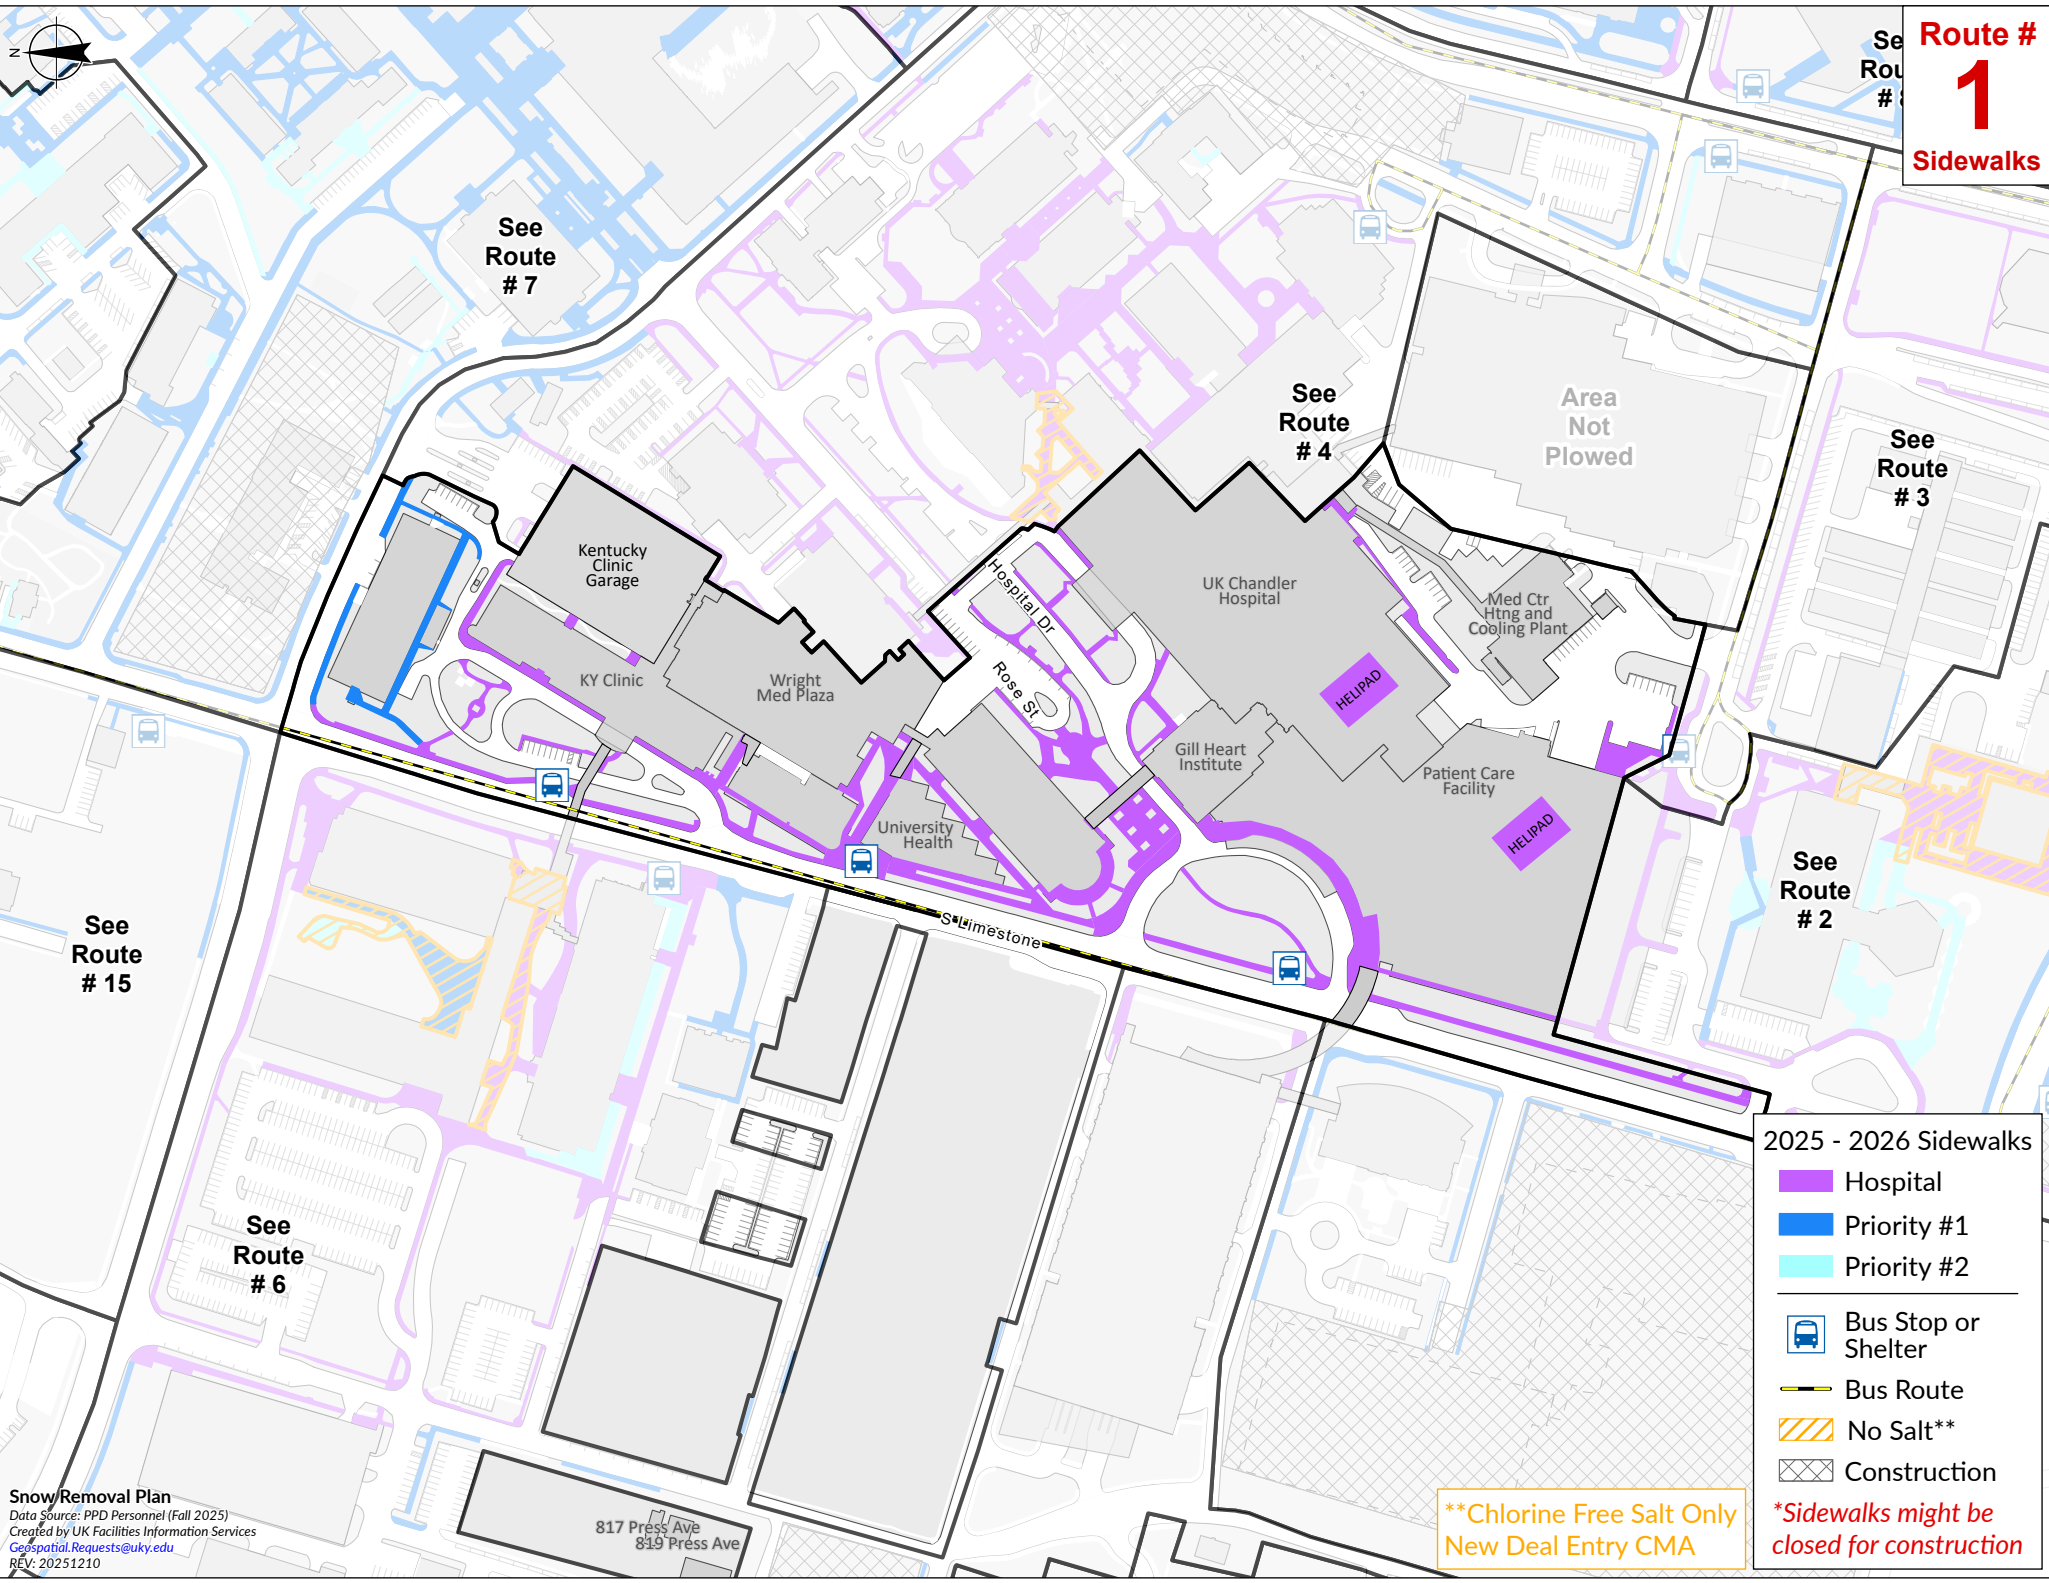 N
Route #
1
Sidewalks
See
Rou
# 8
See
Route
# 7
See
Route
# 4
Area
Not
Plowed
See
Route
# 3
Kentucky
Clinic
Garage
UK Chandler
Hospital
Hospital Dr
Med Ctr
Htng and
Cooling Plant
KY Clinic
Wright
Med Plaza
Rose St
HELIPAD
Gill Heart
Institute
Patient Care
Facility
University
Health
HELIPAD
See
Route
# 2
S Limestone
See
Route
# 15
See
Route
# 6
2025 - 2026 Sidewalks
Hospital
Priority #1
Priority #2
Bus Stop or
Shelter
Bus Route
No Salt**
Construction
*Sidewalks might be
closed for construction
**Chlorine Free Salt Only
New Deal Entry CMA
817 Press Ave
819 Press Ave
Snow Removal Plan
Data Source: PPD Personnel (Fall 2025)
Created by UK Facilities Information Services
Geospatial.Requests@uky.edu
REV: 20251210